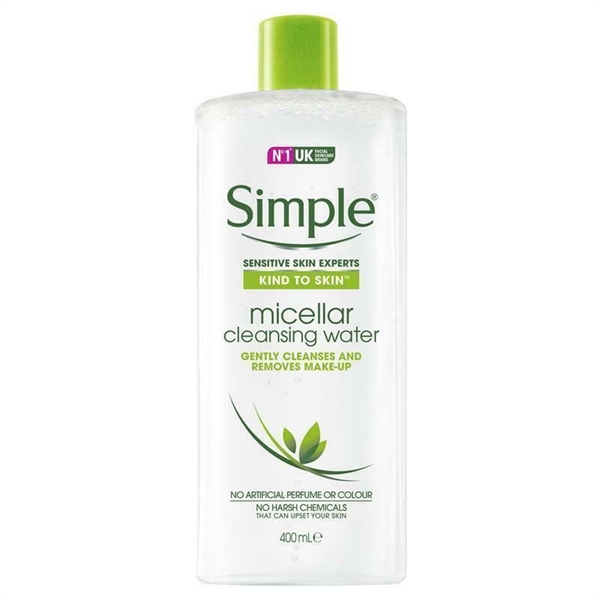 Nº1* UK FACIAL SKINCARE BRAND
Simple®
SENSITIVE SKIN EXPERTS
KIND TO SKIN™
micellar
cleansing water
GENTLY CLEANSES AND
REMOVES MAKE-UP
NO ARTIFICIAL PERFUME OR COLOUR
NO HARSH CHEMICALS
THAT CAN UPSET YOUR SKIN
400mL℮